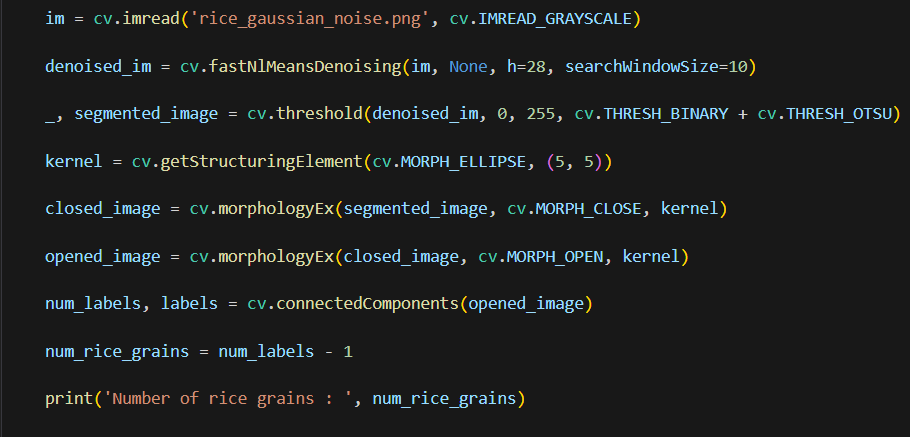 im = cv.imread('rice_gaussian_noise.png', cv.IMREAD_GRAYSCALE)
denoised_im = cv.fastNlMeansDenoising(im, None, h=28, searchWindowSize=10)
_, segmented_image = cv.threshold(denoised_im, 0, 255, cv.THRESH_BINARY + cv.THRESH_OTSU)
kernel = cv.getStructuringElement(cv.MORPH_ELLIPSE, (5, 5))
closed_image = cv.morphologyEx(segmented_image, cv.MORPH_CLOSE, kernel)
opened_image = cv.morphologyEx(closed_image, cv.MORPH_OPEN, kernel)
num_labels, labels = cv.connectedComponents(opened_image)
num_rice_grains = num_labels - 1
print('Number of rice grains : ', num_rice_grains)